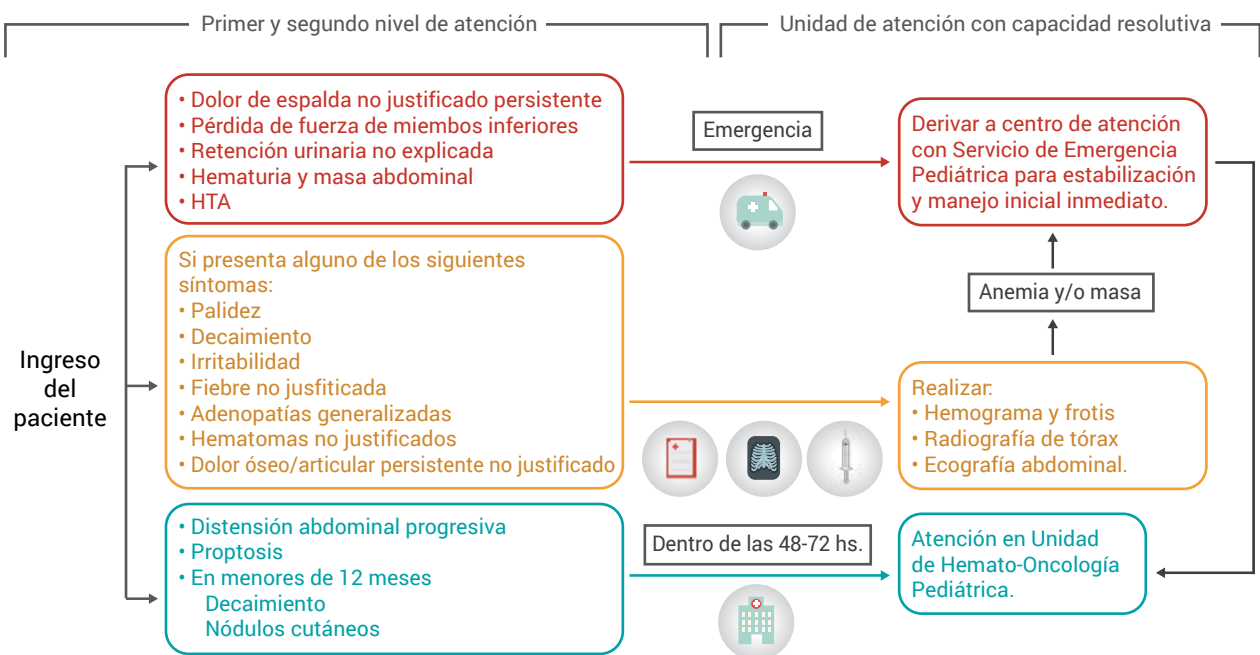 Primer y segundo nivel de atención
Unidad de atención con capacidad resolutiva
Ingreso
del
paciente
• Dolor de espalda no justificado persistente
• Pérdida de fuerza de miembos inferiores
• Retención urinaria no explicada
• Hematuria y masa abdominal
• HTA
Emergencia
Derivar a centro de atención
con Servicio de Emergencia
Pediátrica para estabilización
y manejo inicial inmediato.
Si presenta alguno de los siguientes
síntomas:
• Palidez
• Decaimiento
• Irritabilidad
• Fiebre no jusfiticada
• Adenopatías generalizadas
• Hematomas no justificados
• Dolor óseo/articular persistente no justificado
Anemia y/o masa
Realizar:
• Hemograma y frotis
• Radiografía de tórax
• Ecografía abdominal.
• Distensión abdominal progresiva
• Proptosis
• En menores de 12 meses
Decaimiento
Nódulos cutáneos
Dentro de las 48-72 hs.
Atención en Unidad
de Hemato-Oncología
Pediátrica.